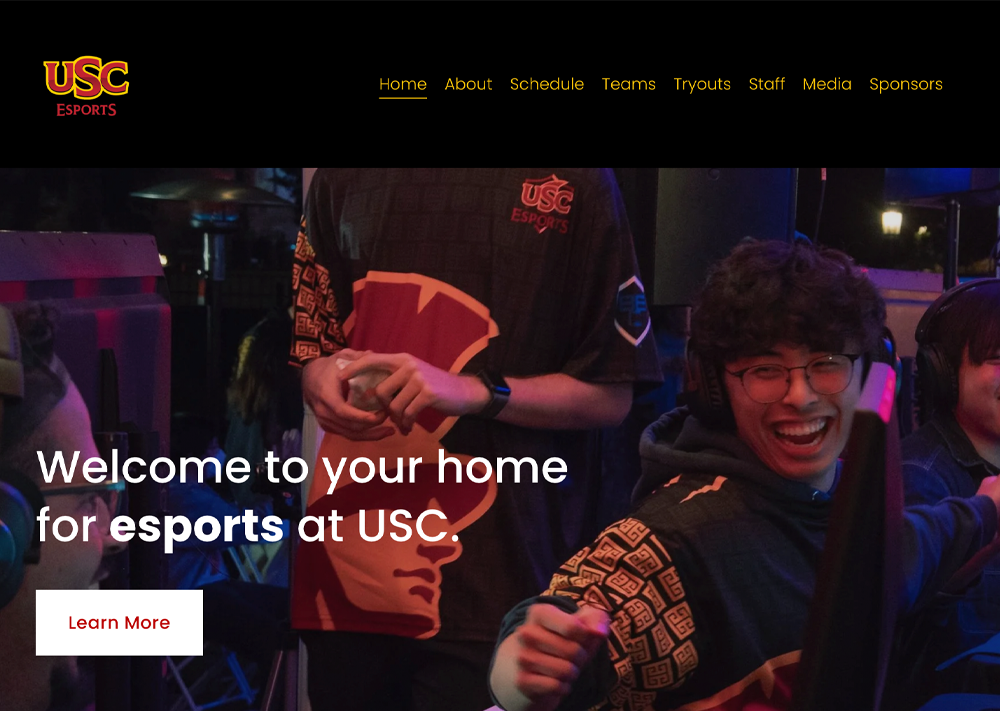 USC
ESPORTS
Home About Schedule Teams Tryouts Staff Media Sponsors
USC
ESPORTS
Welcome to your home
for esports at USC.
Learn More